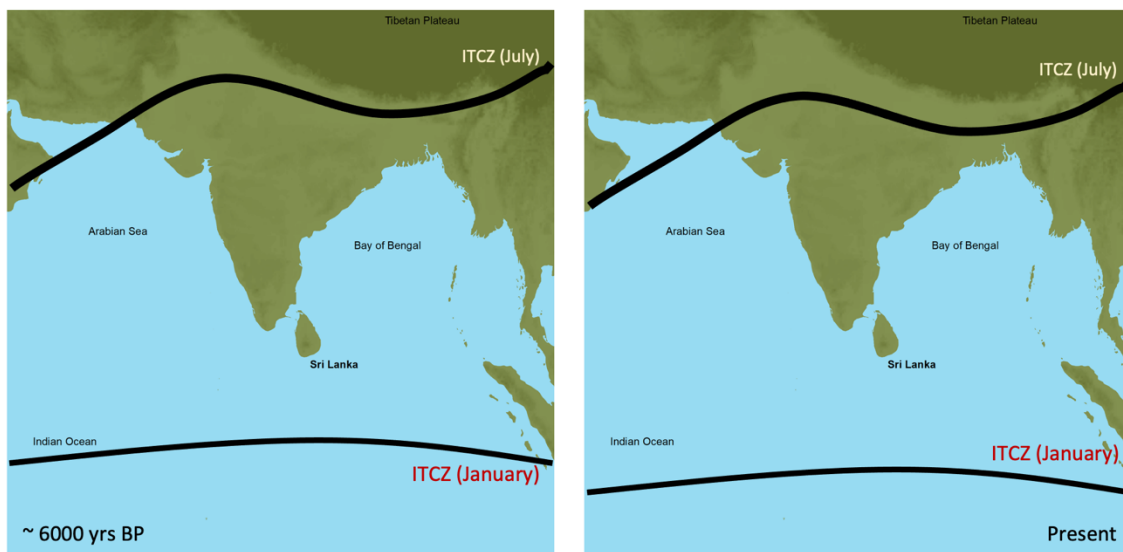 Tibetan Plateau
ITCZ (July)
Arabian Sea
Bay of Bengal
Sri Lanka
Indian Ocean
ITCZ (January)
~ 6000 yrs BP
Tibetan Plateau
ITCZ (July)
Arabian Sea
Bay of Bengal
Sri Lanka
Indian Ocean
ITCZ (January)
Present